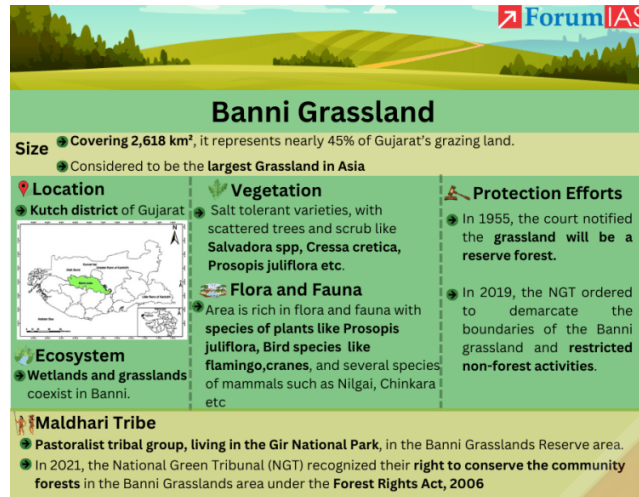 ForumIAS
Banni Grassland
Size
Covering 2,618 km², it represents nearly 45% of Gujarat's grazing land.
Considered to be the largest Grassland in Asia
Location
Kutch district of Gujarat
Ecosystem
Wetlands and grasslands
coexist in Banni.
Vegetation
Salt tolerant varieties, with
scattered trees and scrub like
Salvadora spp, Cressa cretica,
Prosopis juliflora etc.
Flora and Fauna
Area is rich in flora and fauna with
species of plants like Prosopis
juliflora, Bird species like
flamingo,cranes, and several species
of mammals such as Nilgai, Chinkara
etc
Protection Efforts
In 1955, the court notified
the grassland will be a
reserve forest.
In 2019, the NGT ordered
to demarcate the
boundaries of the Banni
grassland and restricted
non-forest activities.
Maldhari Tribe
Pastoralist tribal group, living in the Gir National Park, in the Banni Grasslands Reserve area.
In 2021, the National Green Tribunal (NGT) recognized their right to conserve the community
forests in the Banni Grasslands area under the Forest Rights Act, 2006